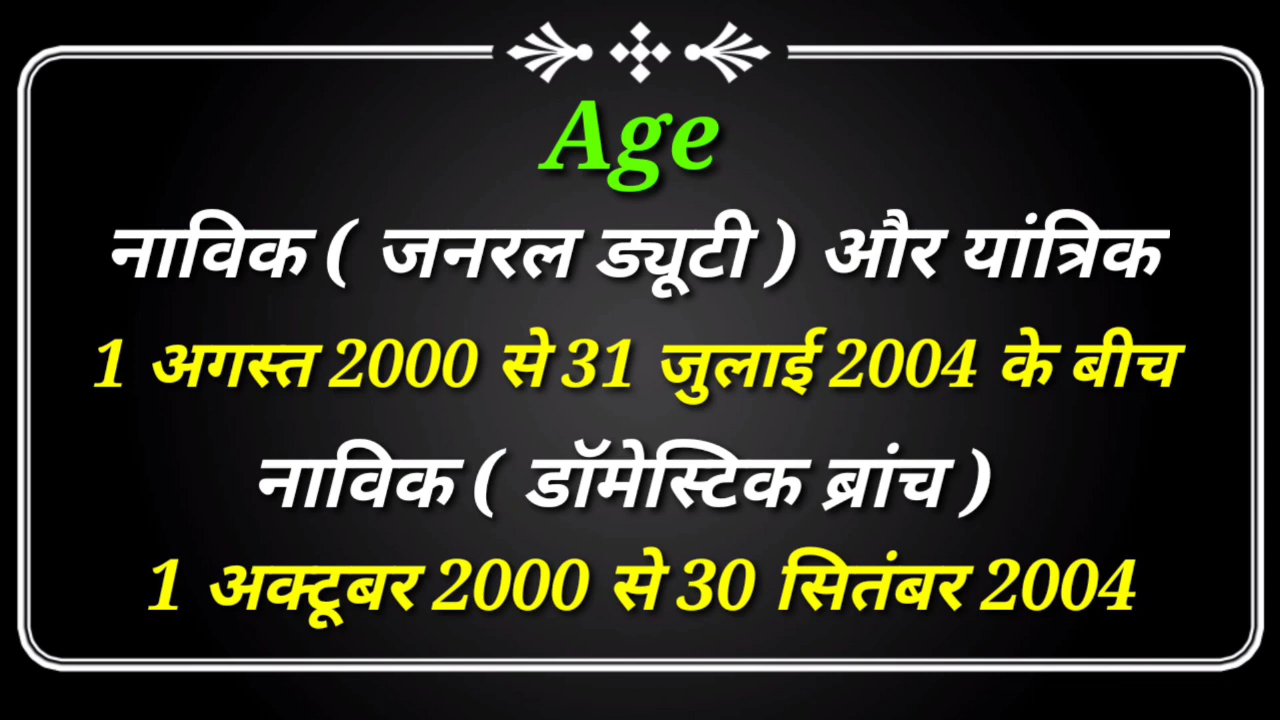 Age
नाविक ( जनरल ड्यूटी ) और यांत्रिक
1 अगस्त 2000 से 31 जुलाई 2004 के बीच
नाविक ( डॉमेस्टिक ब्रांच )
1 अक्टूबर 2000 से 30 सितंबर 2004